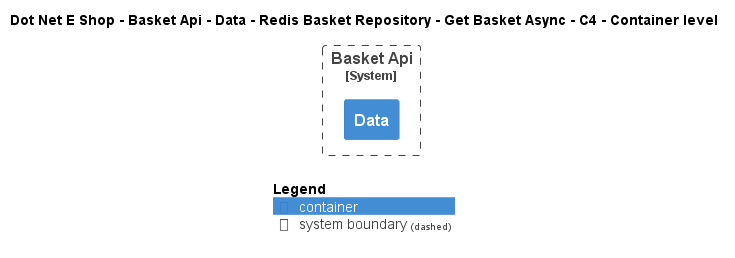 Dot Net E Shop - Basket Api - Data - Redis Basket Repository - Get Basket Async - C4 - Container level
Basket Api
[System]
Data
Legend
container
system boundary (dashed)